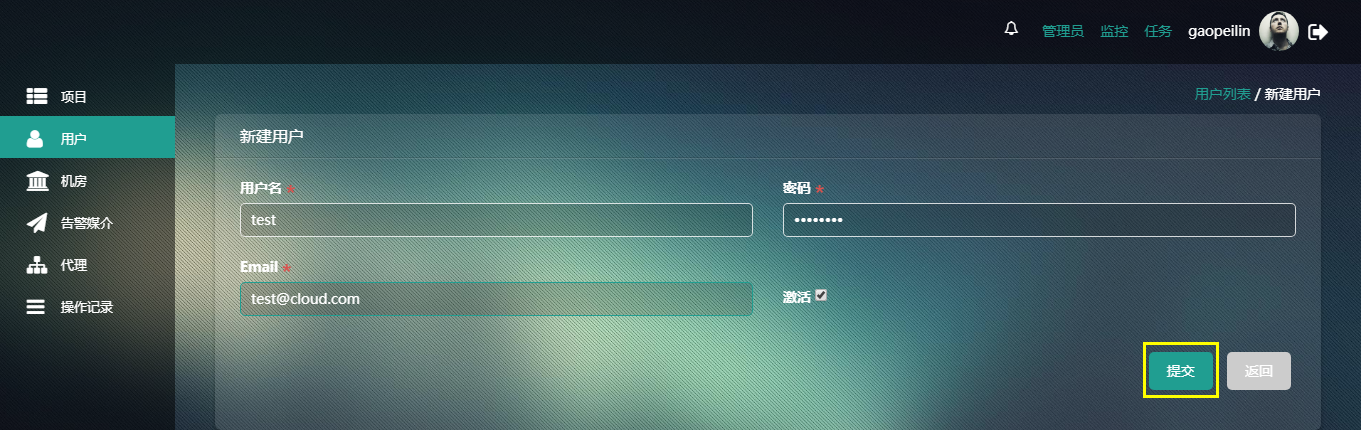 管理员 监控 任务 gaopeilin
项目
用户
机房
告警媒介
代理
操作记录
用户列表 / 新建用户
新建用户
用户名 *
test
密码 *
••••••••
Email *
test@cloud.com
激活
提交
返回